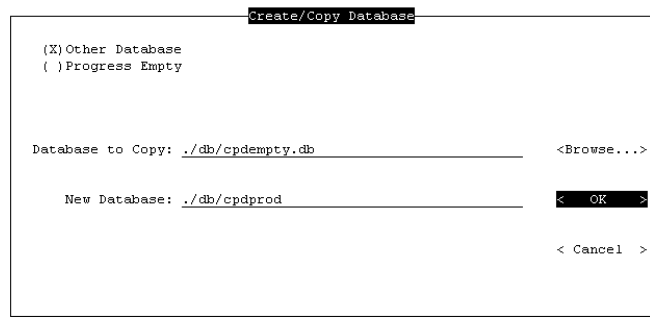 Create/Copy Database
(X)Other Database
( )Progress Empty
Database to Copy: ./db/cpdempty.db <Browse...>
New Database: ./db/cpdprod < OK >
< Cancel >